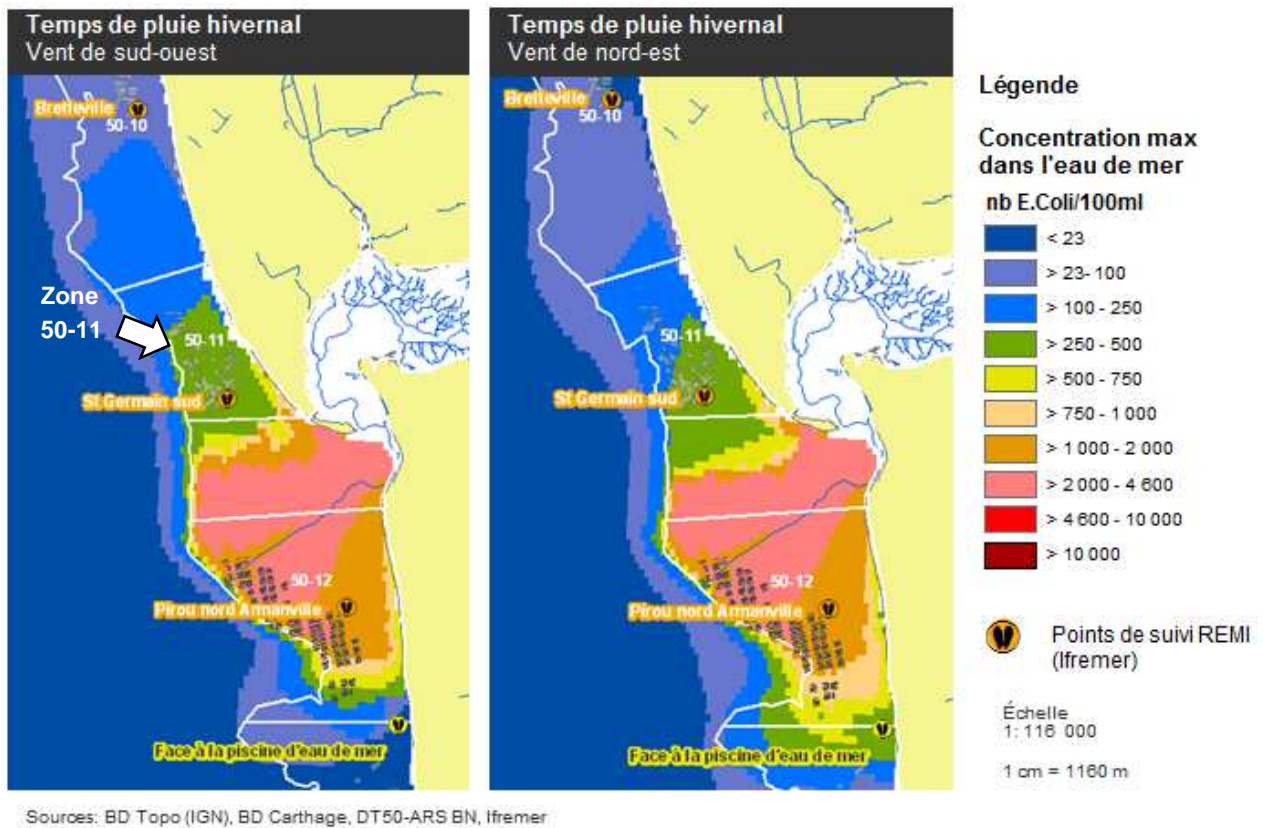 Temps de pluie hivernal
Vent de sud-ouest
Bretteville
50-10
Zone
50-11
50-11
St Germain sud
50-12
Pirou nord Armanville
Face à la piscine d'eau de mer
Temps de pluie hivernal
Vent de nord-est
Bretteville
50-10
50-11
St Germain sud
50-12
Pirou nord Armanville
Face à la piscine d'eau de mer
Légende
Concentration max
dans l'eau de mer
nb E.Coli/100ml
< 23
> 23- 100
> 100 - 250
> 250 - 500
> 500 - 750
> 750 - 1 000
> 1 000 - 2 000
> 2 000 - 4 600
> 4 600 - 10 000
> 10 000
Points de suivi REMI
(Ifremer)
Échelle
1: 116 000
1 cm = 1160 m
Sources: BD Topo (IGN), BD Carthage, DT50-ARS BN, Ifremer